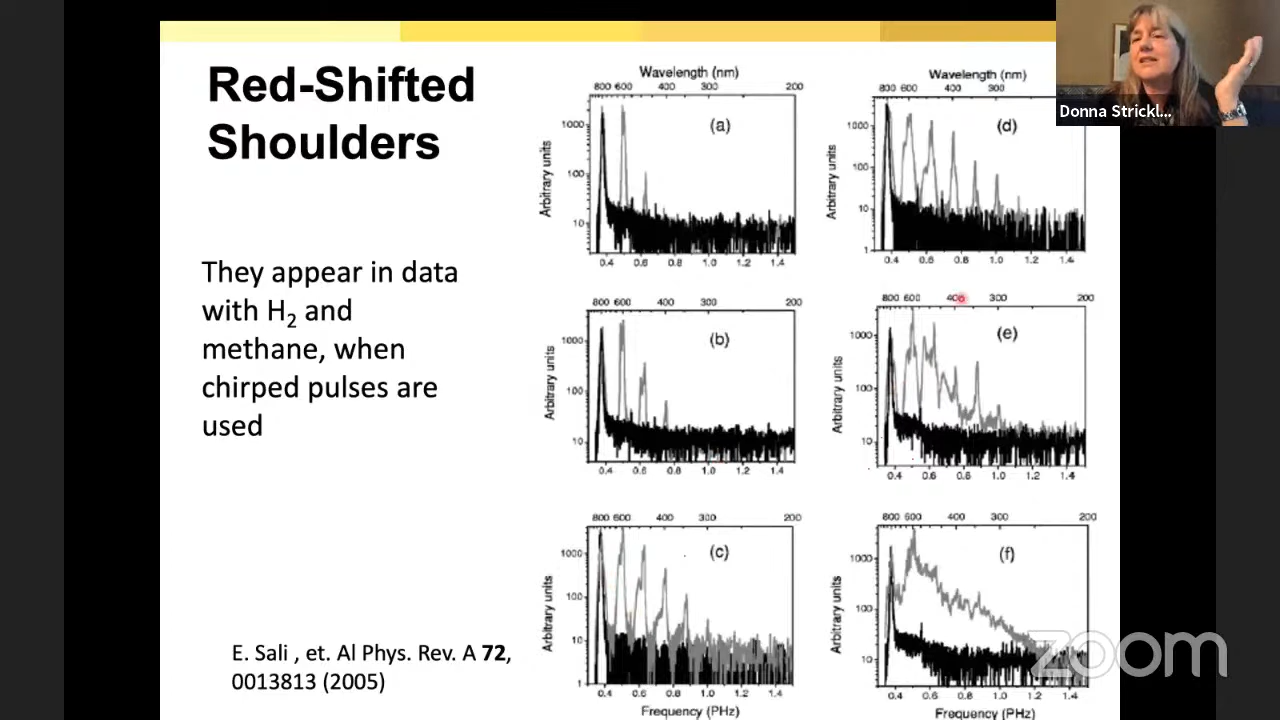 Red-Shifted
Shoulders
They appear in data
with H2 and
methane, when
chirped pulses are
used
E. Sali , et. Al Phys. Rev. A 72,
0013813 (2005)
Wavelength (nm)
800 600 400 300 200
(a)
Arbitrary units
1000
100
10
0.4 0.6 0.8 1.0 1.2 1.4
800 600 400 300
(b)
Arbitrary units
1000
100
10
0.4 0.6 0.8 1.0 1.2 1.4
800 600 400 300 200
(c)
Arbitrary units
1000
100
10
1
0.4 0.6 0.8 1.0 1.2 1.4
Frequency (PHz)
Wavelength (nm)
800 600 400 300
(d)
Arbitrary units
1000
100
10
1
0.4 0.6 0.8 1.0 1.2 1.4
800 600 400 300 200
(e)
Arbitrary units
1000
100
10
0.4 0.6 0.8 1.0 1.2 1.4
800 600 400 300 200
(f)
Arbitrary units
1000
100
10
0.4 0.6 0.8 1.0 1.2 1.4
Frequency (PHz)
Donna Strickl...
zoom